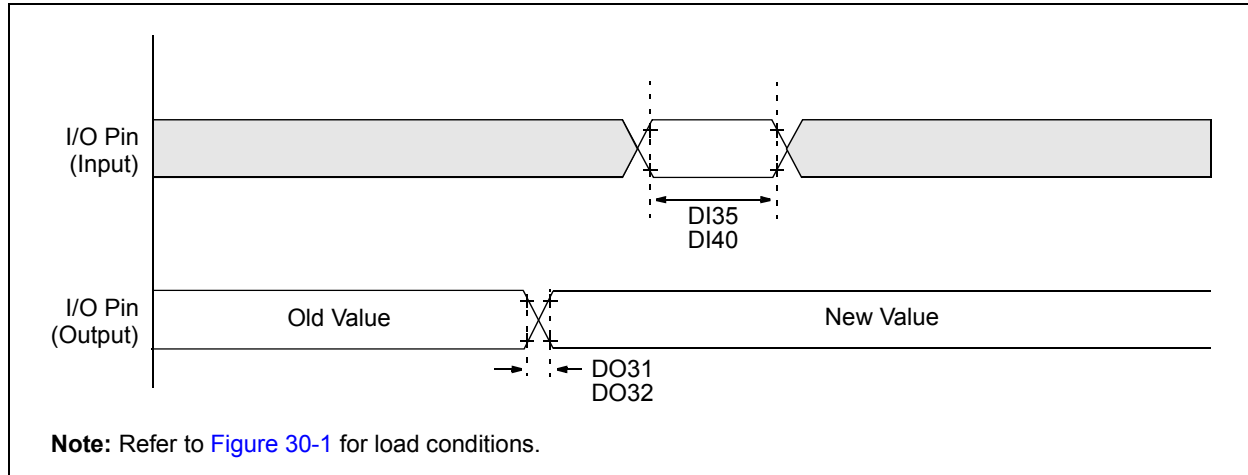 I/O Pin
(Input)
DI35
DI40
I/O Pin
(Output)
Old Value
New Value
DO31
DO32
Note: Refer to Figure 30-1 for load conditions.